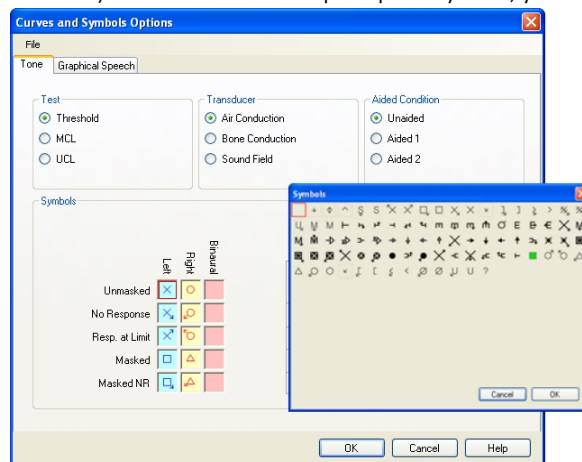 Curves and Symbols Options
File
Tone Graphical Speech
Test
Threshold
MCL
UCL
Transducer
Air Conduction
Bone Conduction
Sound Field
Aided Condition
Unaided
Aided 1
Aided 2
Symbols
Left Right Binaural
Unmasked
No Response
Resp. at Limit
Masked
Masked NR
Symbols
Cancel OK
OK Cancel Help